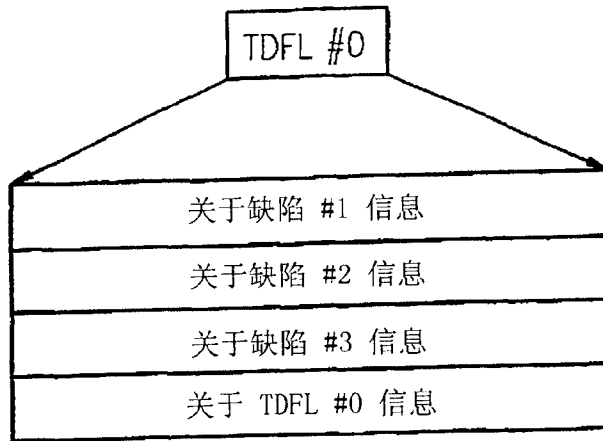 TDFL #0
关于缺陷 #1 信息
关于缺陷 #2 信息
关于缺陷 #3 信息
关于 TDFL #0 信息